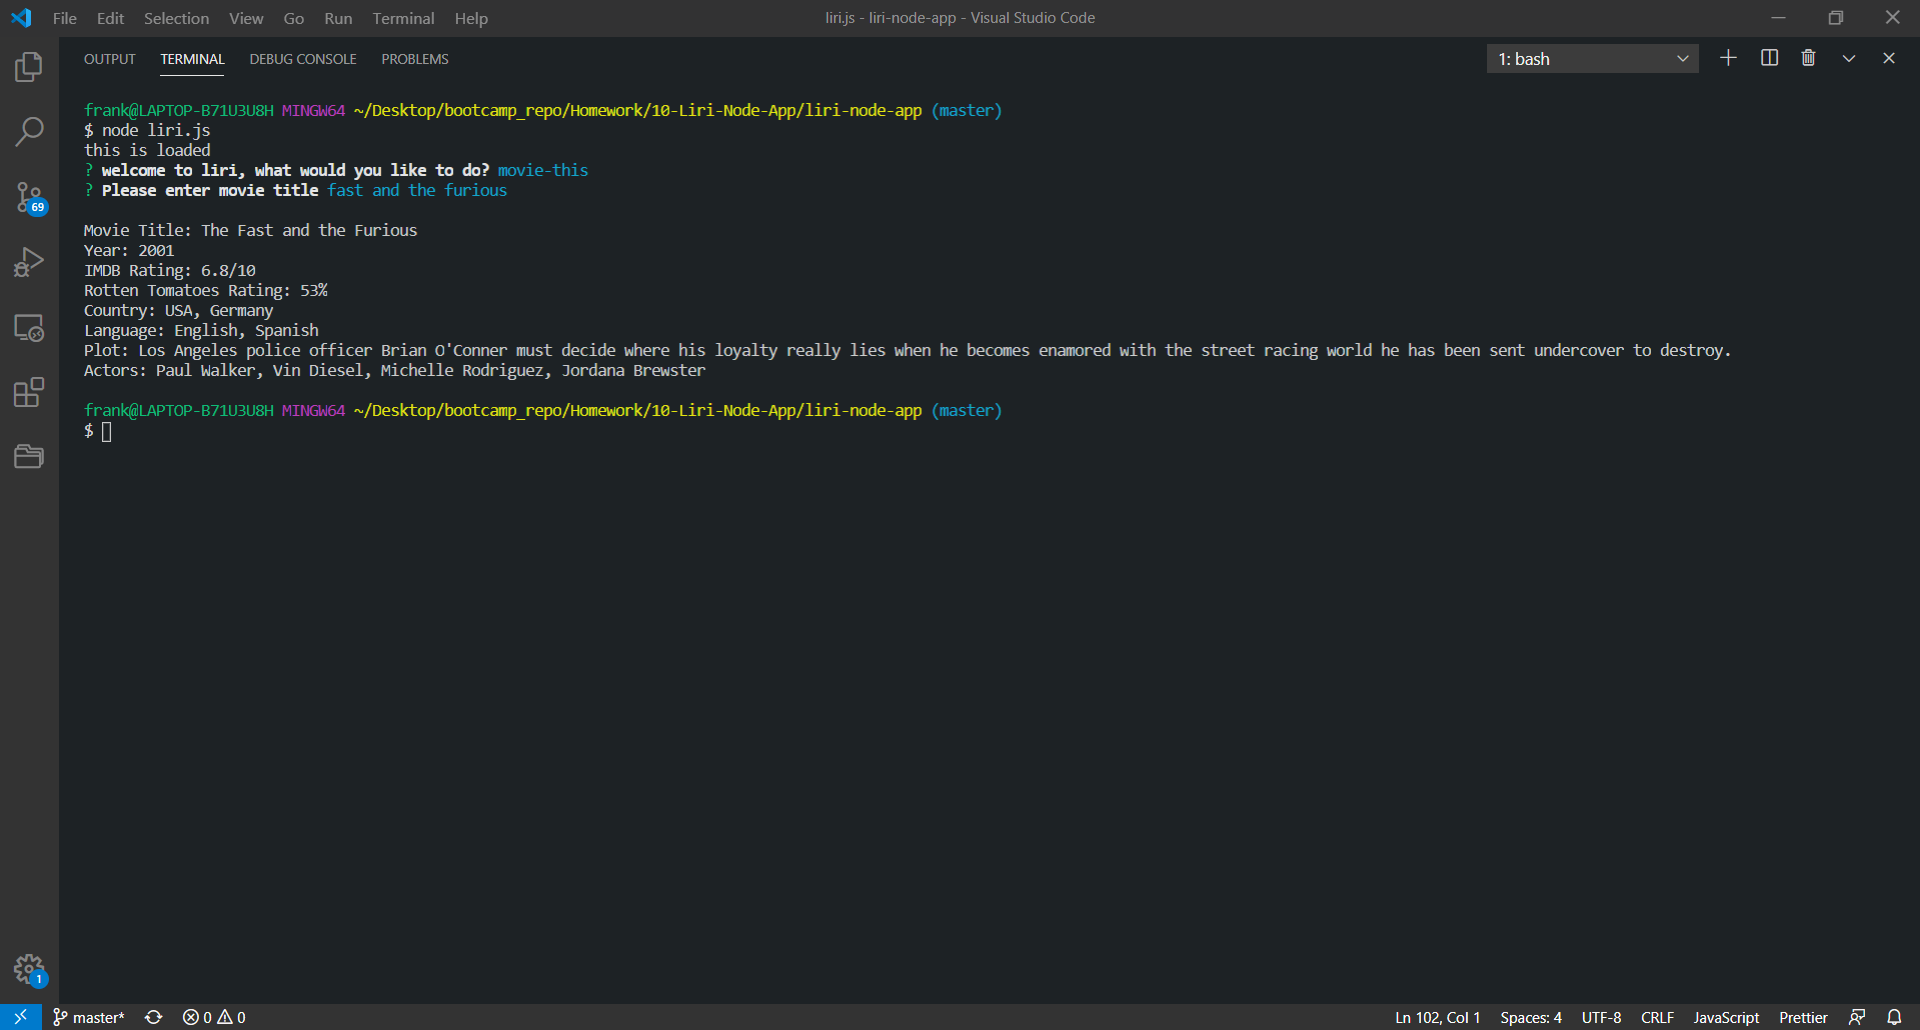 File Edit Selection View Go Run Terminal Help liri.js - liri-node-app - Visual Studio Code
OUTPUT TERMINAL DEBUG CONSOLE PROBLEMS 1: bash
frank@LAPTOP-B71U3U8H MINGW64 ~/Desktop/bootcamp_repo/Homework/10-Liri-Node-App/liri-node-app (master)
$ node liri.js
this is loaded
? welcome to liri, what would you like to do? movie-this
? Please enter movie title fast and the furious
Movie Title: The Fast and the Furious
Year: 2001
IMDB Rating: 6.8/10
Rotten Tomatoes Rating: 53%
Country: USA, Germany
Language: English, Spanish
Plot: Los Angeles police officer Brian O'Conner must decide where his loyalty really lies when he becomes enamored with the street racing world he has been sent undercover to destroy.
Actors: Paul Walker, Vin Diesel, Michelle Rodriguez, Jordana Brewster
frank@LAPTOP-B71U3U8H MINGW64 ~/Desktop/bootcamp_repo/Homework/10-Liri-Node-App/liri-node-app (master)
$
69
1
master* 0 0 Ln 102, Col 1 Spaces: 4 UTF-8 CRLF JavaScript Prettier